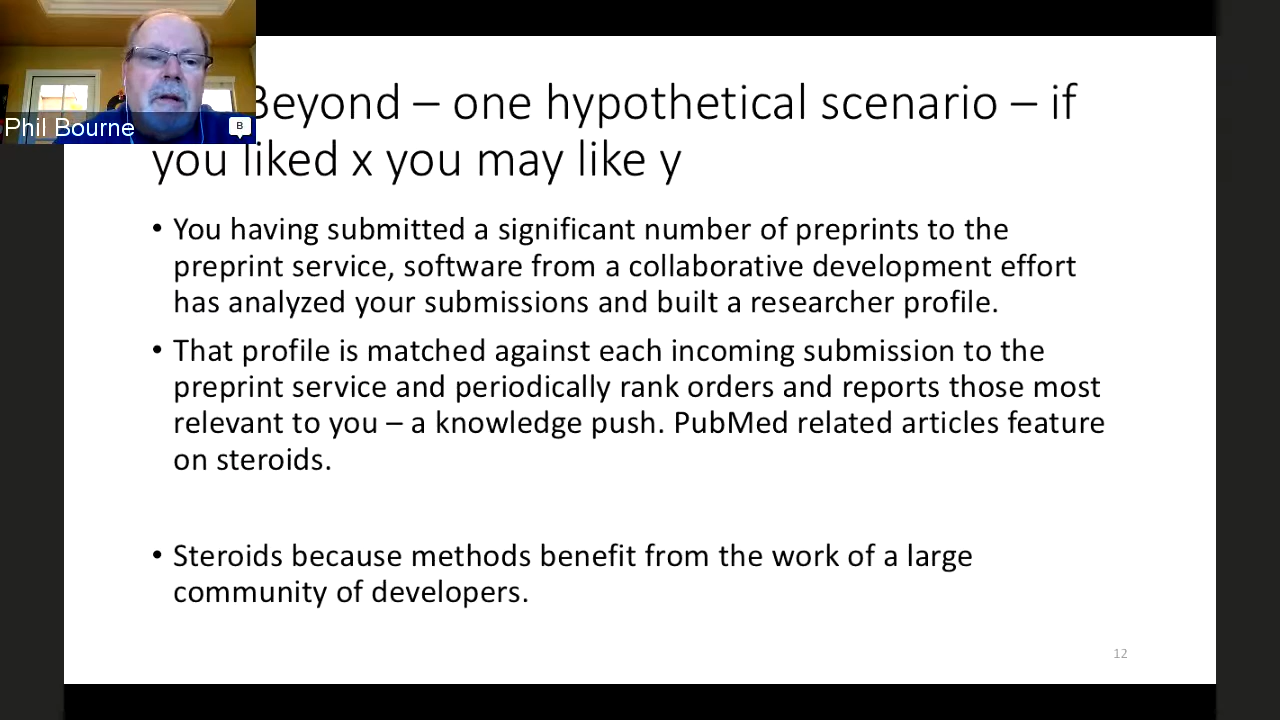 Beyond – one hypothetical scenario – if
you liked x you may like y
Phil Bourne
B
• You having submitted a significant number of preprints to the
preprint service, software from a collaborative development effort
has analyzed your submissions and built a researcher profile.
• That profile is matched against each incoming submission to the
preprint service and periodically rank orders and reports those most
relevant to you – a knowledge push. PubMed related articles feature
on steroids.
• Steroids because methods benefit from the work of a large
community of developers.
12